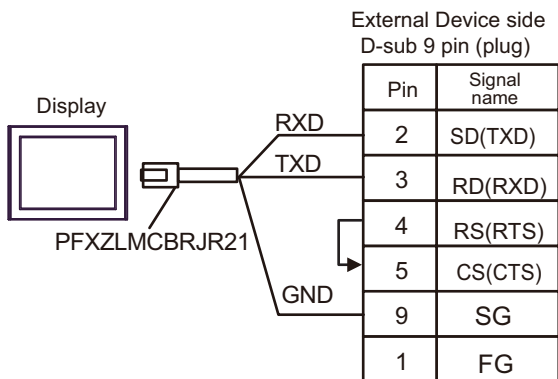 External Device side
D-sub 9 pin (plug)
Pin
Signal
name
Display
RXD
2
SD(TXD)
TXD
3
RD(RXD)
4
RS(RTS)
PFXZLMCBRJR21
5
CS(CTS)
GND
9
SG
1
FG